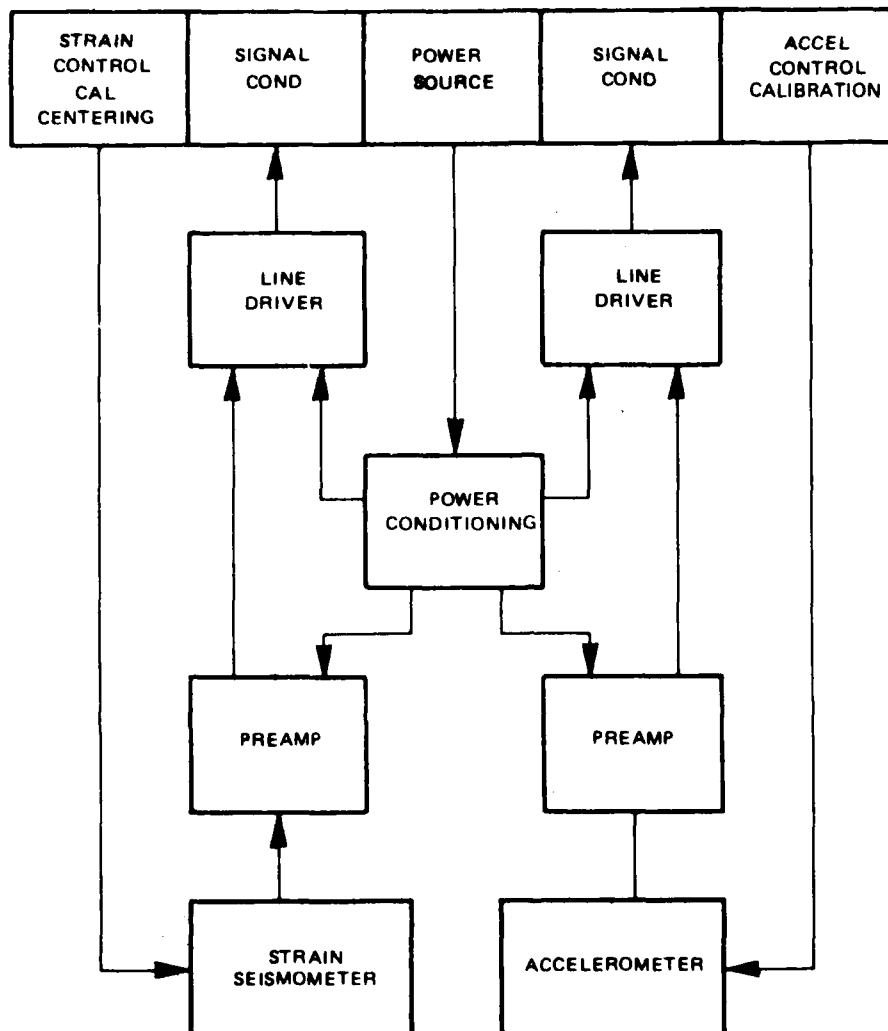 STRAIN
CONTROL
CAL
CENTERING
SIGNAL
COND
POWER
SOURCE
SIGNAL
COND
ACCEL
CONTROL
CALIBRATION
LINE
DRIVER
LINE
DRIVER
POWER
CONDITIONING
PREAMP
PREAMP
STRAIN
SEISMOMETER
ACCELEROMETER